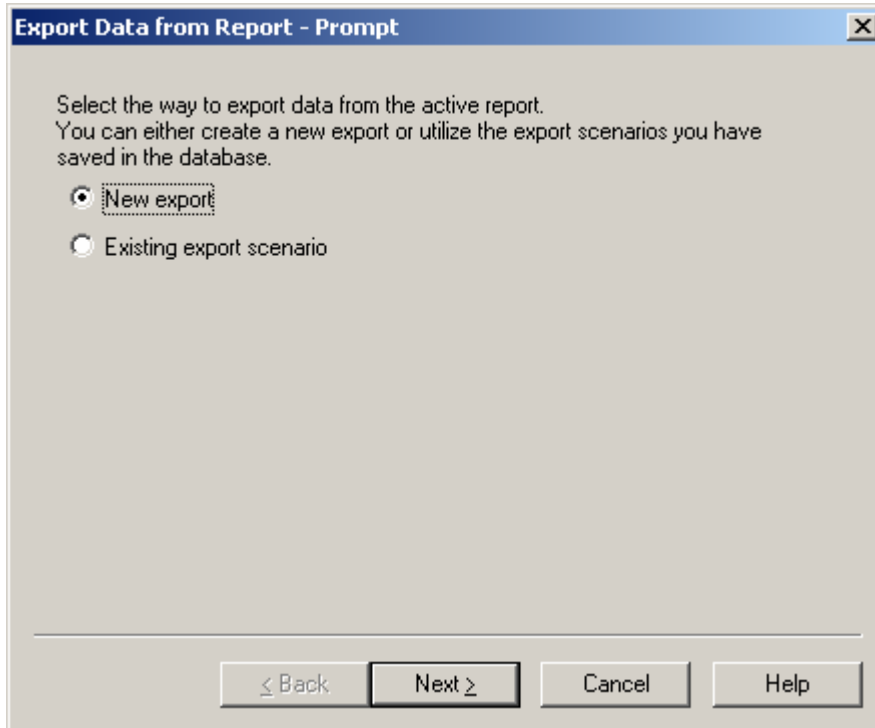 Export Data from Report - Prompt
Select the way to export data from the active report.
You can either create a new export or utilize the export scenarios you have
saved in the database.
New export
Existing export scenario
< Back Next > Cancel Help